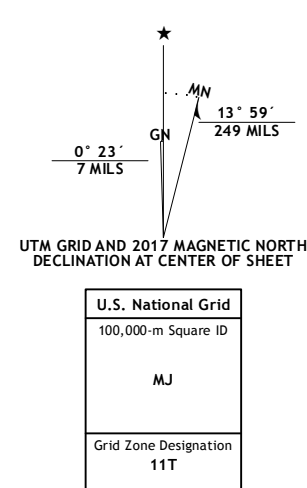 ★
MN
GN
13° 59´
249 MILS
0° 23´
7 MILS
UTM GRID AND 2017 MAGNETIC NORTH
DECLINATION AT CENTER OF SHEET
U.S. National Grid
100,000-m Square ID
MJ
Grid Zone Designation
11T